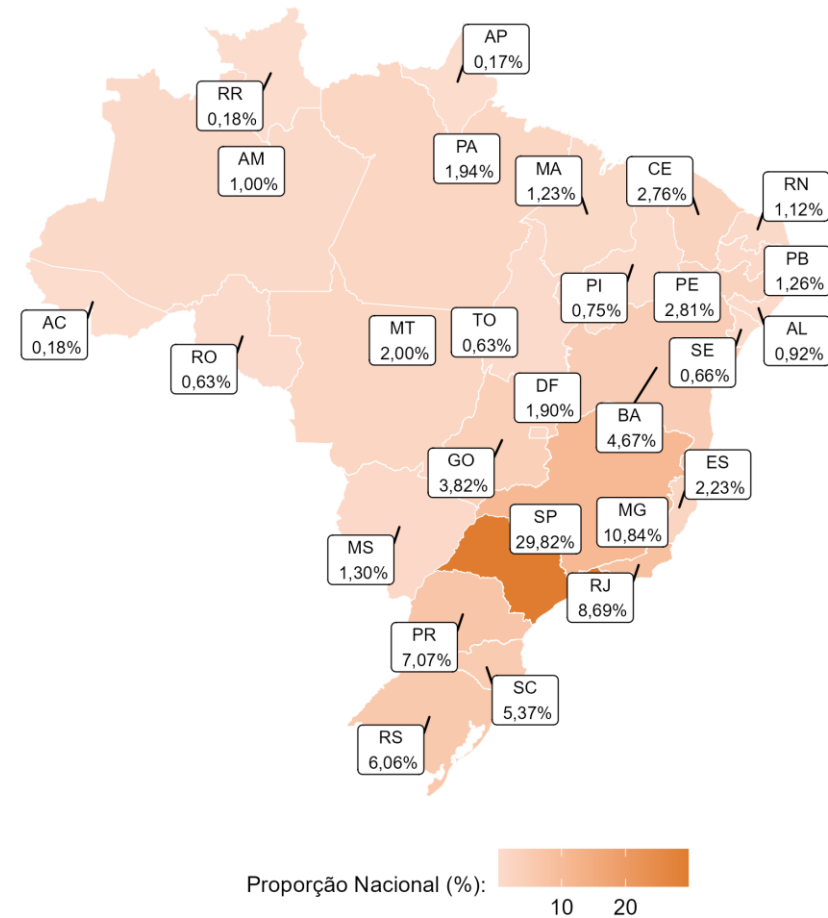 AP
0,17%
RR
0,18%
PA
1,94%
AM
1,00%
MA
1,23%
CE
2,76%
RN
1,12%
PB
1,26%
PI
0,75%
PE
2,81%
AC
0,18%
MT
2,00%
TO
0,63%
AL
0,92%
RO
0,63%
SE
0,66%
DF
1,90%
BA
4,67%
GO
3,82%
ES
2,23%
SP
29,82%
MG
10,84%
MS
1,30%
RJ
8,69%
PR
7,07%
SC
5,37%
RS
6,06%
Proporção Nacional (%):
10 20